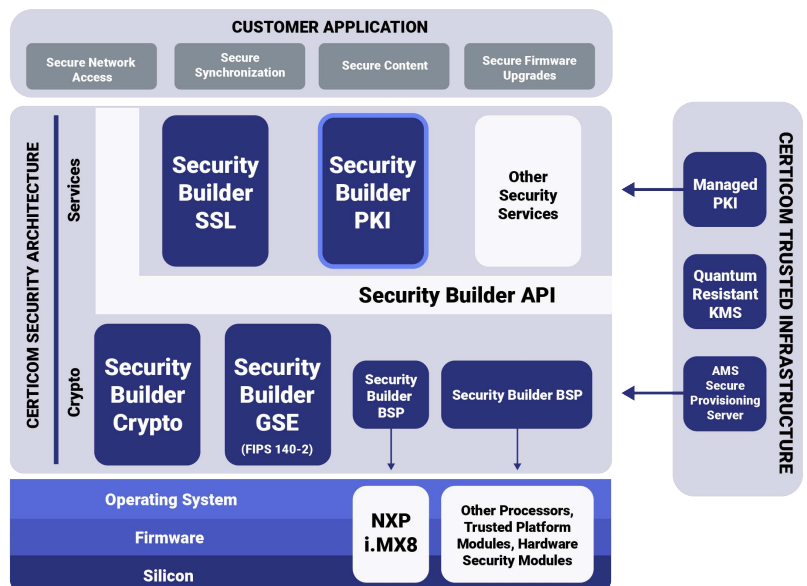 CUSTOMER APPLICATION
Secure Network
Access
Secure
Synchronization
Secure Content
Secure Firmware
Upgrades
CERTICOM SECURITY ARCHITECTURE
Services
Security
Builder
SSL
Security
Builder
PKI
Other
Security
Services
Security Builder API
Crypto
Security
Builder
Crypto
Security
Builder
GSE
(FIPS 140-2)
Security
Builder
BSP
Security Builder BSP
Operating System
Firmware
Silicon
NXP
i.MX8
Other Processors,
Trusted Platform
Modules, Hardware
Security Modules
CERTICOM TRUSTED INFRASTRUCTURE
Managed
PKI
Quantum
Resistant
KMS
AMS
Secure
Provisioning
Server